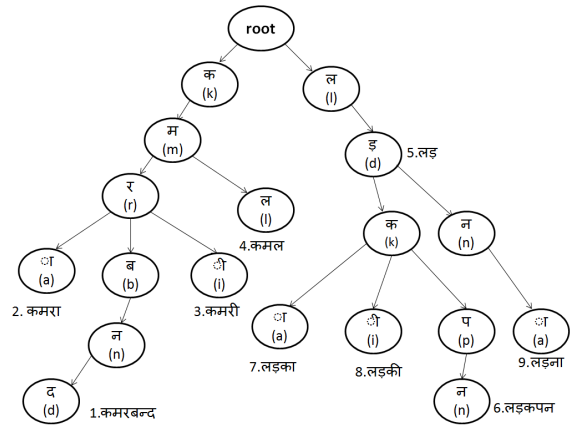 root
क
(k)
ल
(l)
म
(m)
ड़
(d)
5.लड़
र
(r)
ल
(l)
4.कमल
क
(k)
न
(n)
ा
(a)
2. कमरा
ब
(b)
ी
(i)
3.कमरी
ा
(a)
7.लड़का
ी
(i)
8.लड़की
प
(p)
ा
(a)
9.लड़ना
न
(n)
द
(d)
1.कमरबन्द
न
(n)
6.लड़कपन